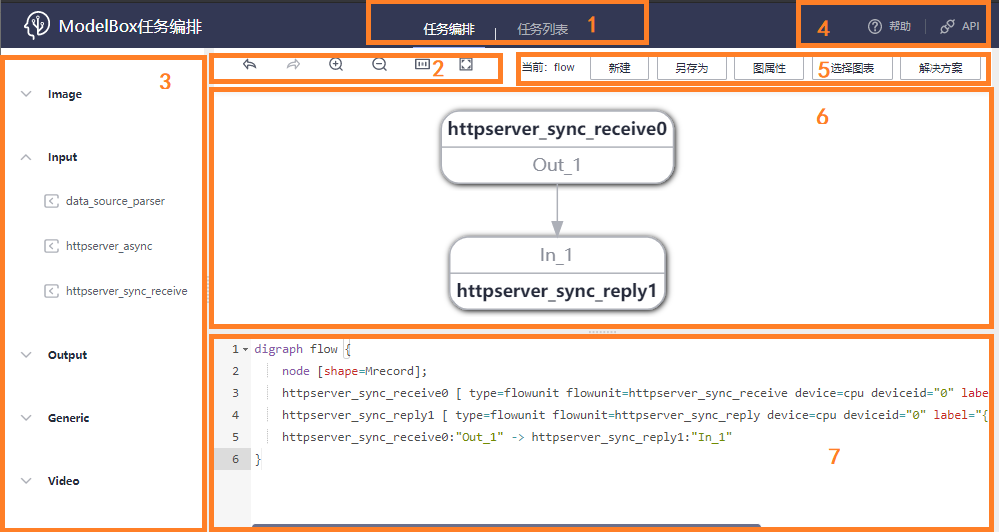 ModelBox任务编排
任务编排
任务列表
1
4
帮助
API
3
2
当前: flow
新建
另存为
图属性
5
选择图表
解决方案
Image
Input
data_source_parser
httpserver_async
httpserver_sync_receive
Output
Generic
Video
6
httpserver_sync_receive0
Out_1
In_1
httpserver_sync_reply1
1 digraph flow {
2 node [shape=Mrecord];
3 httpserver_sync_receive0 [ type=flowunit flowunit=httpserver_sync_receive device=cpu deviceid="0" labe
4 httpserver_sync_reply1 [ type=flowunit flowunit=httpserver_sync_reply device=cpu deviceid="0" label="{
5 httpserver_sync_receive0:"Out_1" -> httpserver_sync_reply1:"In_1"
6 }
7